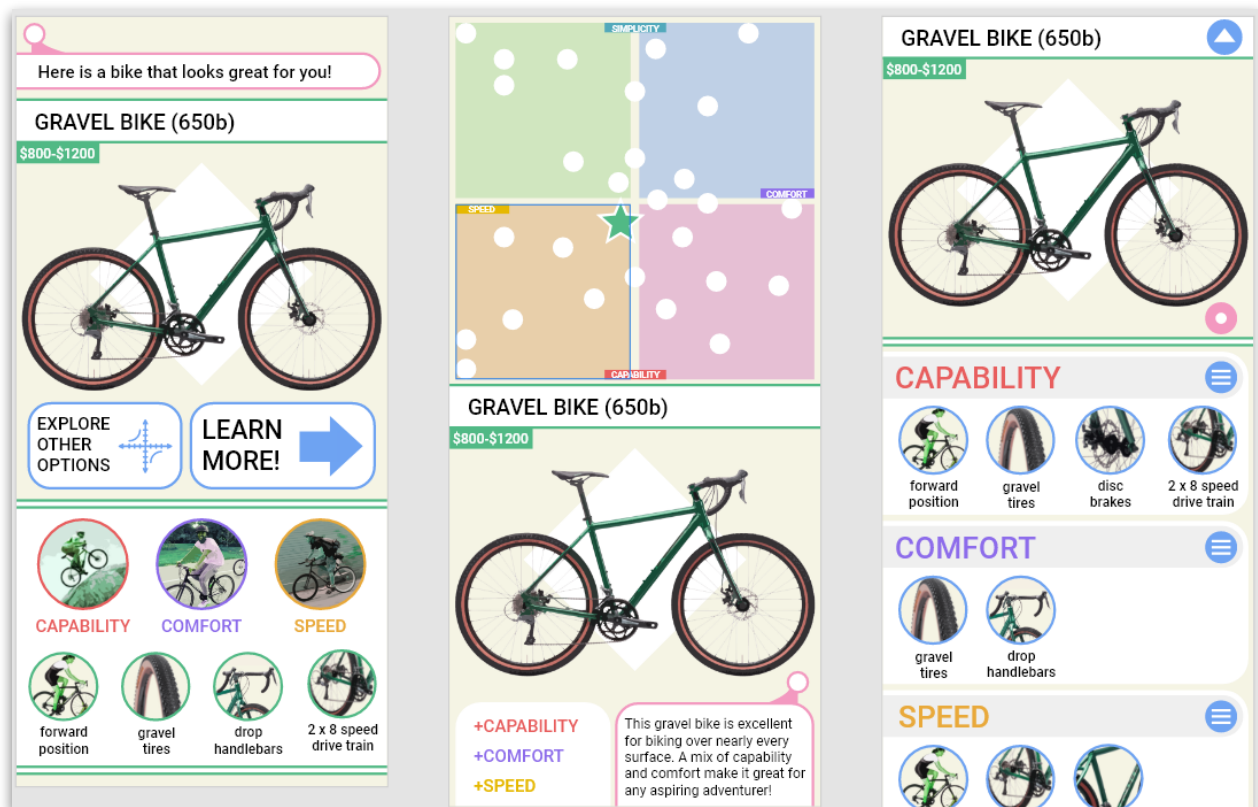 Here is a bike that looks great for you!
GRAVEL BIKE (650b)
$800-$1200
EXPLORE
OTHER
OPTIONS
LEARN
MORE!
CAPABILITY
COMFORT
SPEED
forward
position
gravel
tires
drop
handlebars
2 x 8 speed
drive train
SIMPLICITY
COMFORT
SPEED
CAPABILITY
GRAVEL BIKE (650b)
$800-$1200
+CAPABILITY
+COMFORT
+SPEED
This gravel bike is excellent
for biking over nearly every
surface. A mix of capability
and comfort make it great for
any aspiring adventurer!
GRAVEL BIKE (650b)
$800-$1200
CAPABILITY
forward
position
gravel
tires
disc
brakes
2 x 8 speed
drive train
COMFORT
gravel
tires
drop
handlebars
SPEED